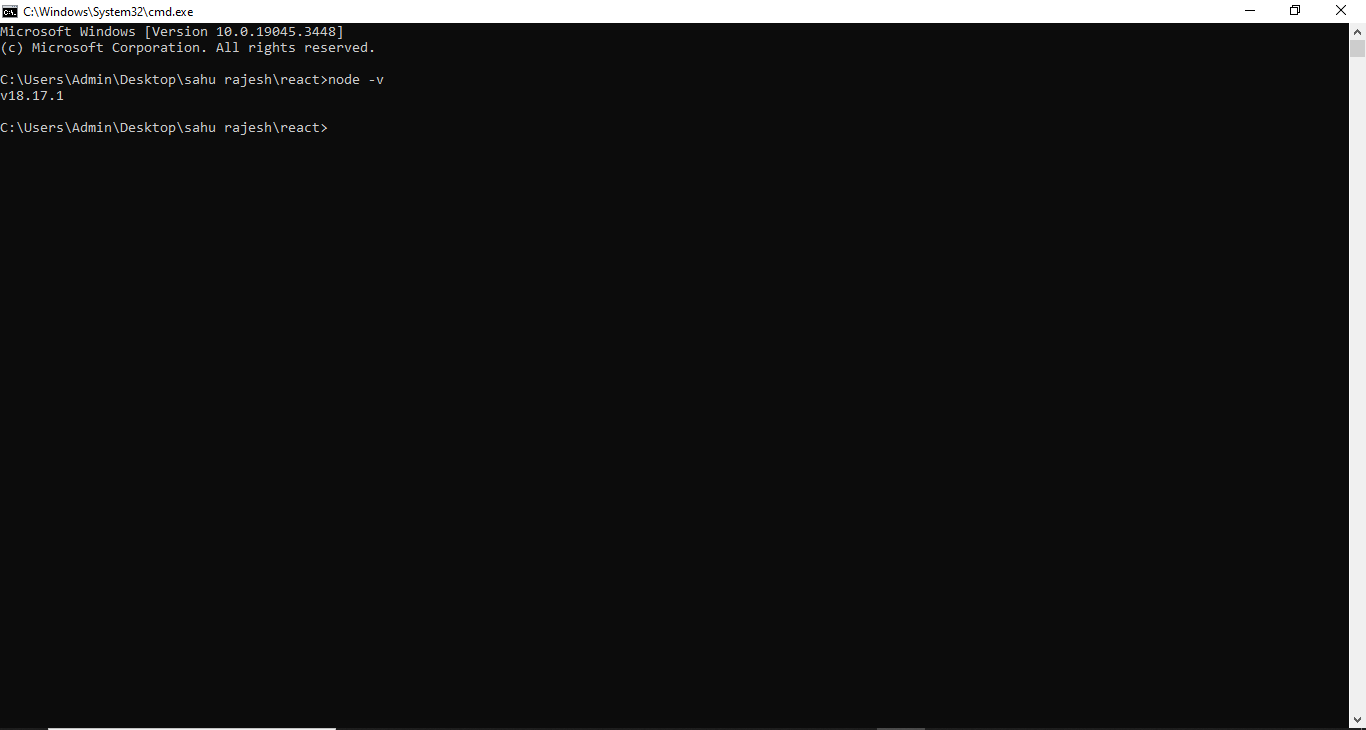 C:\Windows\System32\cmd.exe
Microsoft Windows [Version 10.0.19045.3448]
(c) Microsoft Corporation. All rights reserved.
C:\Users\Admin\Desktop\sahu rajesh\react>node -v
v18.17.1
C:\Users\Admin\Desktop\sahu rajesh\react>